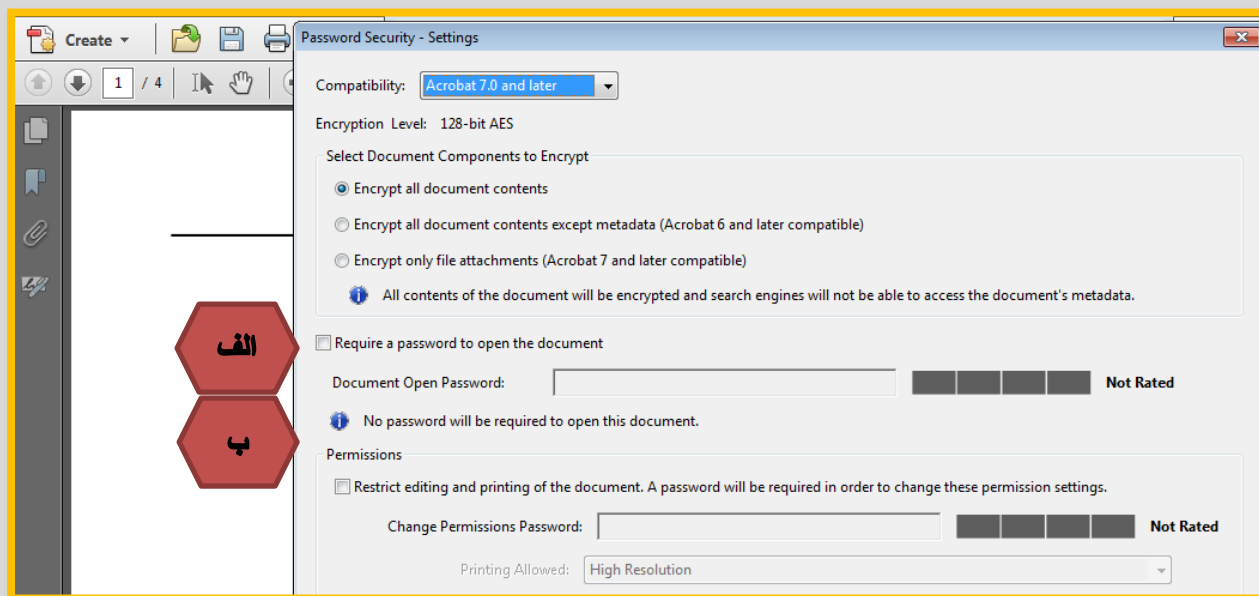 Create
Password Security - Settings
1 / 4
Compatibility: Acrobat 7.0 and later
Encryption Level: 128-bit AES
Select Document Components to Encrypt
Encrypt all document contents
Encrypt all document contents except metadata (Acrobat 6 and later compatible)
Encrypt only file attachments (Acrobat 7 and later compatible)
All contents of the document will be encrypted and search engines will not be able to access the document's metadata.
الف
Require a password to open the document
Document Open Password: Not Rated
No password will be required to open this document.
ب
Permissions
Restrict editing and printing of the document. A password will be required in order to change these permission settings.
Change Permissions Password: Not Rated
Printing Allowed: High Resolution